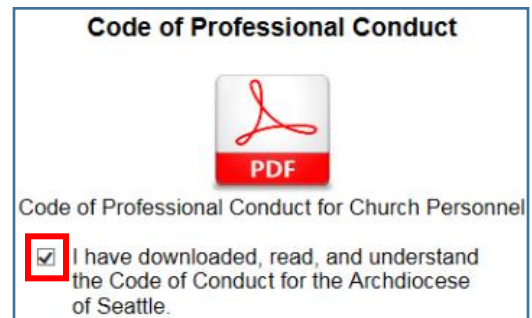 Code of Professional Conduct
PDF
Code of Professional Conduct for Church Personnel
I have downloaded, read, and understand
the Code of Conduct for the Archdiocese
of Seattle.